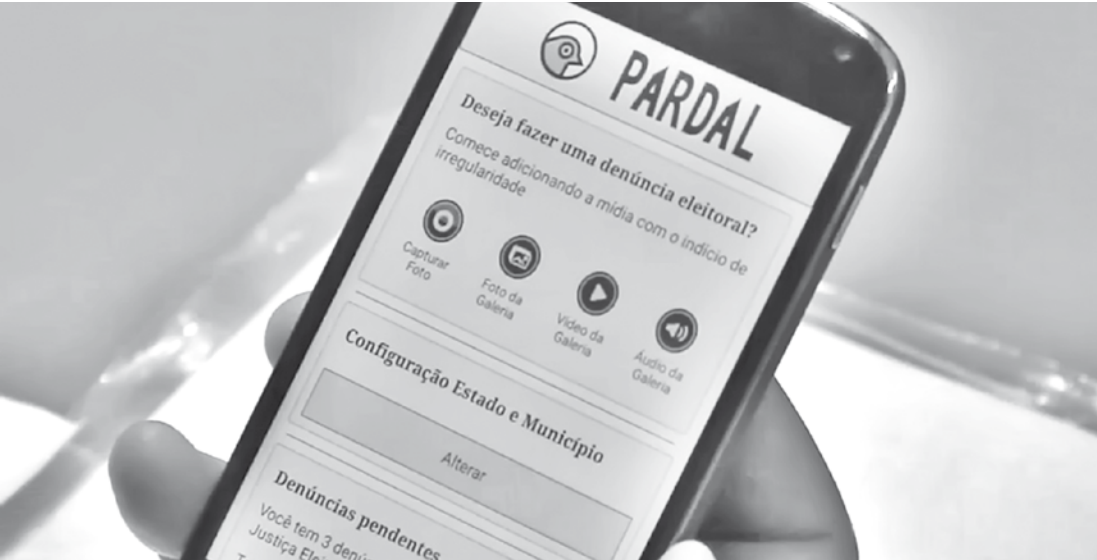 PARDAL
Deseja fazer uma denúncia eleitoral?
Comece adicionando a mídia com o indício de
irregularidade
Capturar
Foto
Foto da
Galeria
Vídeo da
Galeria
Áudio da
Galeria
Configuração Estado e Município
Alterar
Denúncias pendentes
Você tem 3
Justiça